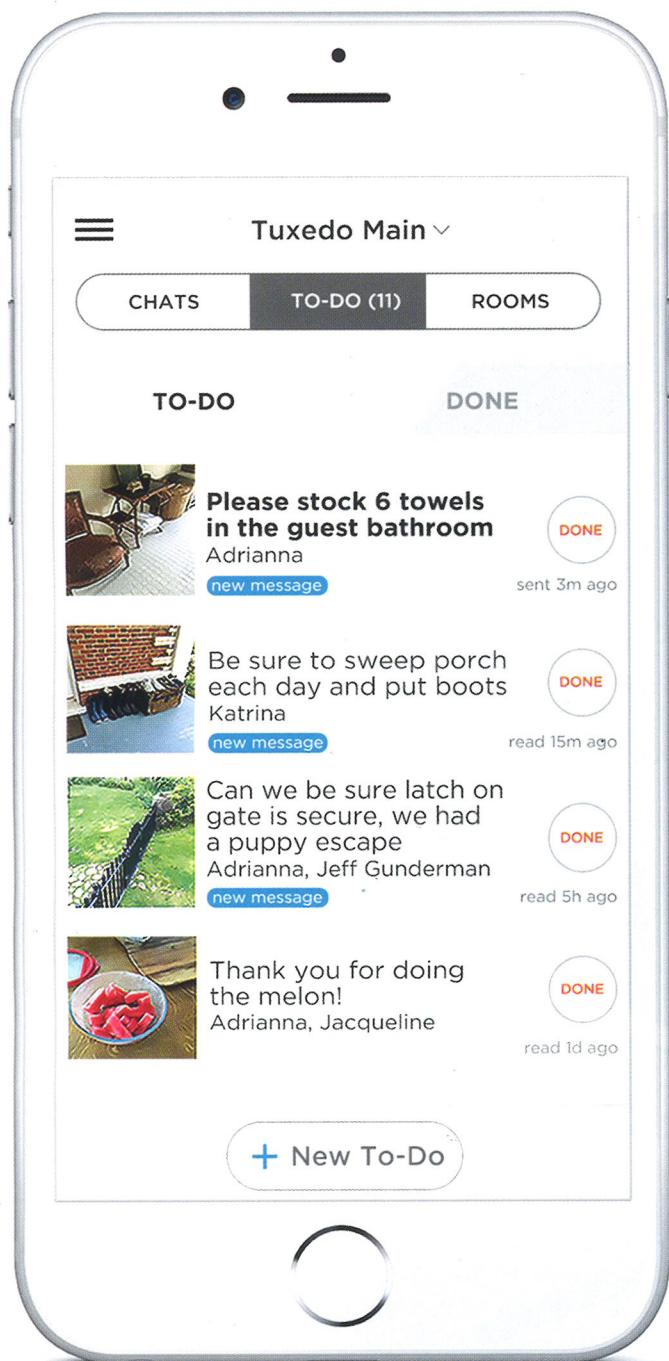 Tuxedo Main
CHATS
TO-DO (11)
ROOMS
TO-DO
DONE
Please stock 6 towels
in the guest bathroom
Adrianna
new message
DONE
sent 3m ago
Be sure to sweep porch
each day and put boots
Katrina
new message
DONE
read 15m ago
Can we be sure latch on
gate is secure, we had
a puppy escape
Adrianna, Jeff Gunderman
new message
DONE
read 5h ago
Thank you for doing
the melon!
Adrianna, Jacqueline
DONE
read 1d ago
+ New To-Do